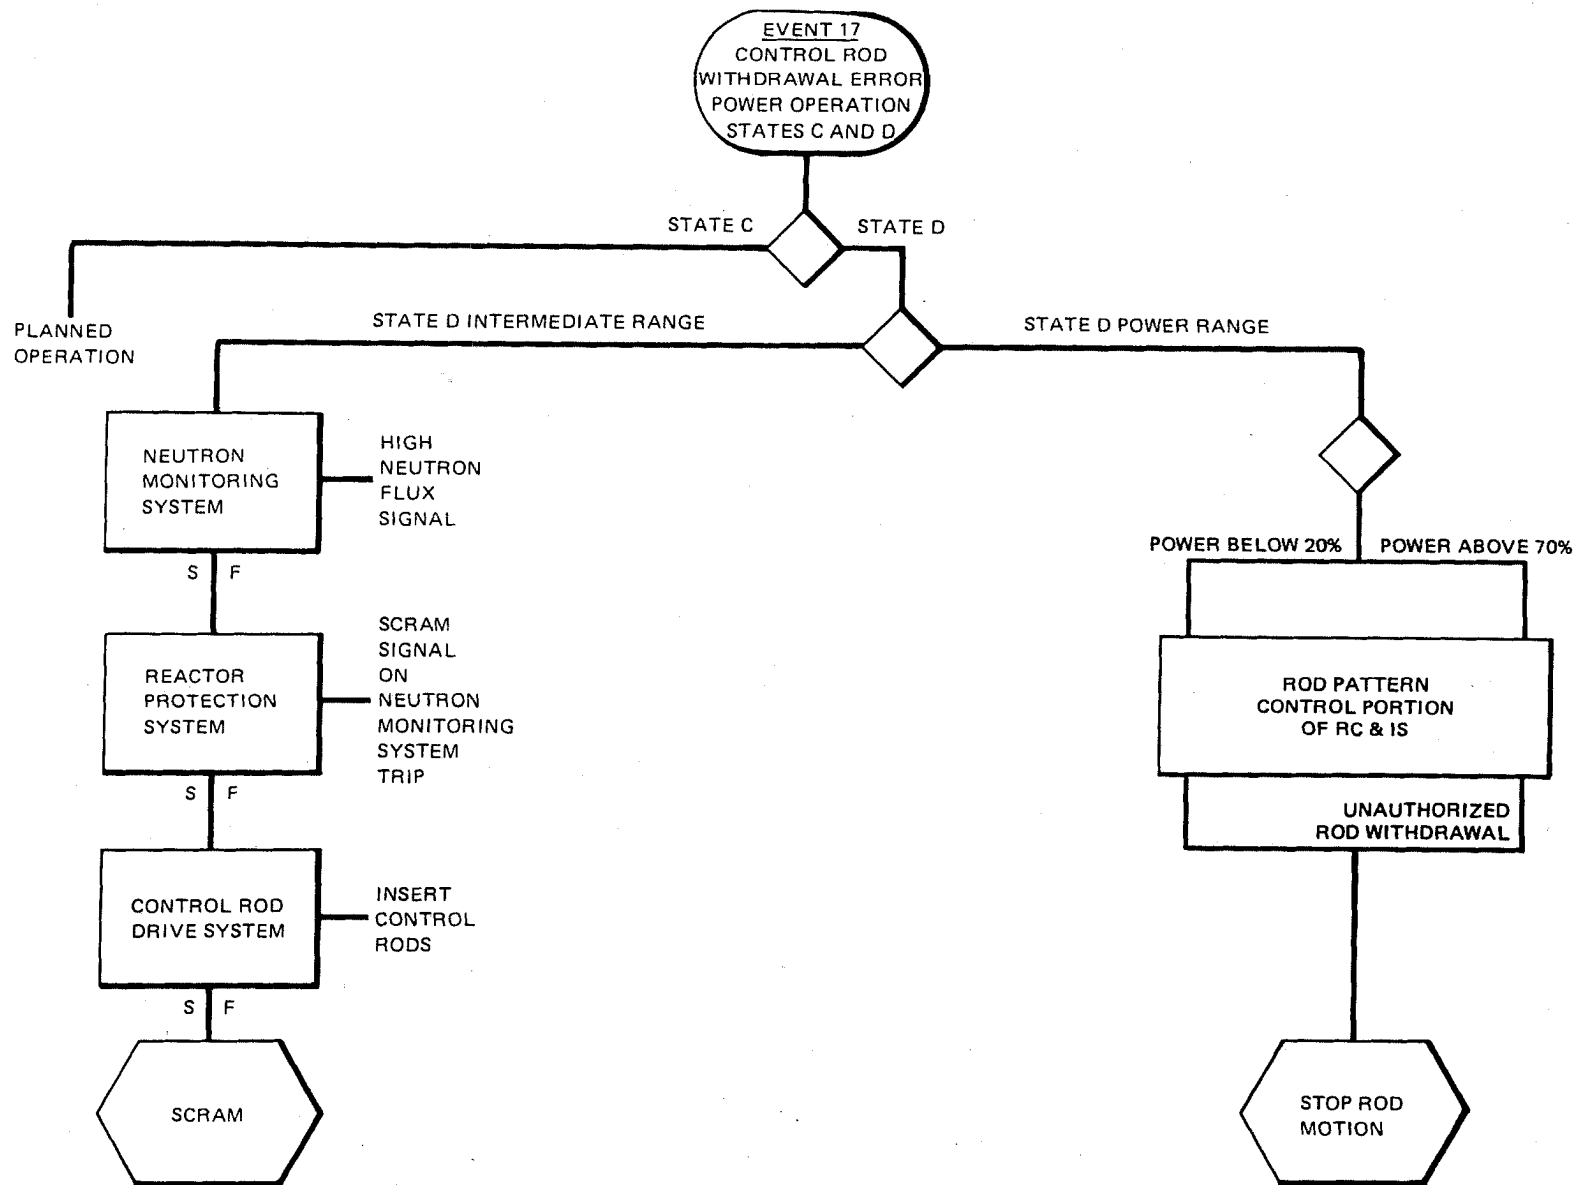 EVENT 17
CONTROL ROD
WITHDRAWAL ERROR
POWER OPERATION
STATES C AND D
STATE C
STATE D
PLANNED
OPERATION
STATE D INTERMEDIATE RANGE
STATE D POWER RANGE
NEUTRON
MONITORING
SYSTEM
HIGH
NEUTRON
FLUX
SIGNAL
S F
POWER BELOW 20%
POWER ABOVE 70%
REACTOR
PROTECTION
SYSTEM
SCRAM
SIGNAL
ON
NEUTRON
MONITORING
SYSTEM
TRIP
S F
ROD PATTERN
CONTROL PORTION
OF RC & IS
UNAUTHORIZED
ROD WITHDRAWAL
CONTROL ROD
DRIVE SYSTEM
INSERT
CONTROL
RODS
S F
SCRAM
STOP ROD
MOTION